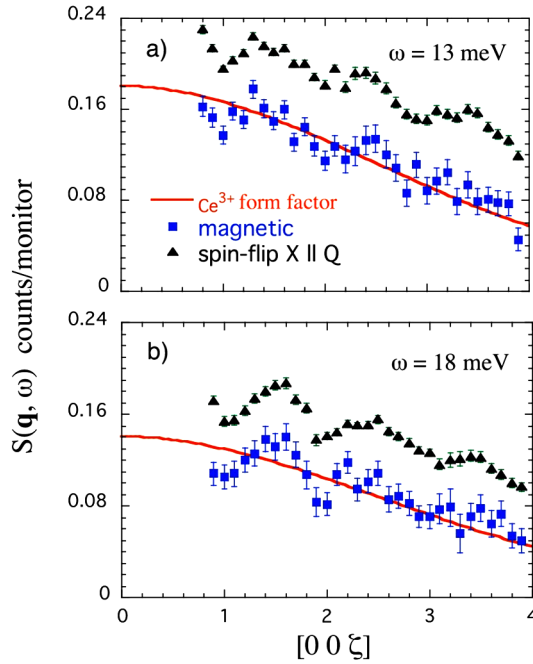 0.24
a)
ω = 13 meV
0.16
0.08
Ce³⁺ form factor
magnetic
spin-flip X ll Q
0
S(q, ω) counts/monitor
0.24
b)
ω = 18 meV
0.16
0.08
0
0 1 2 3 4
[0 0 ζ]